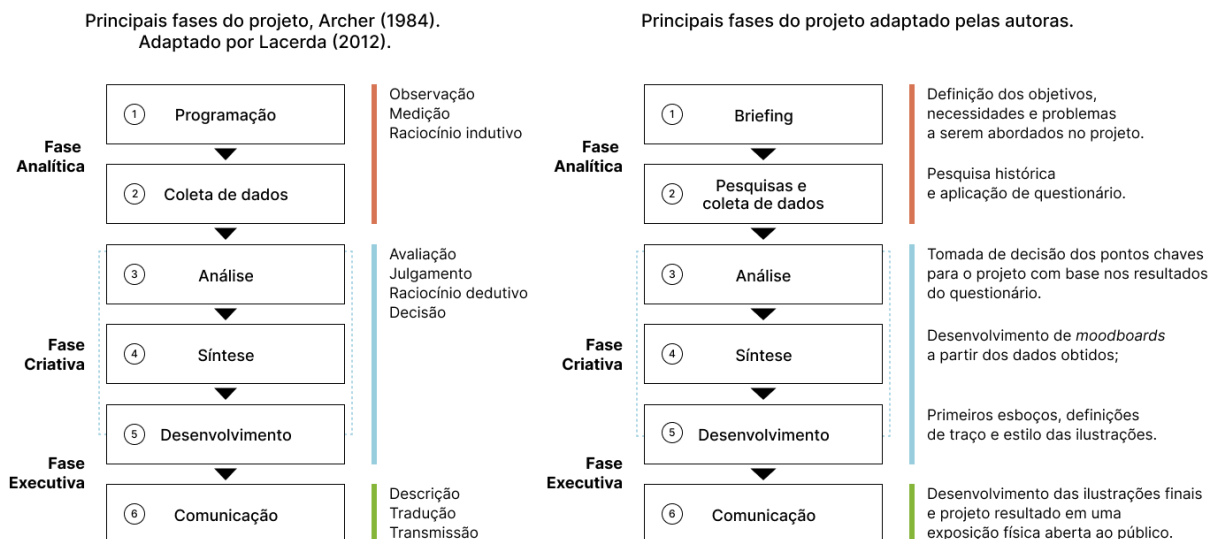 Principais fases do projeto, Archer (1984).
Adaptado por Lacerda (2012).
Fase
Analítica
1 Programação
2 Coleta de dados
Observação
Medição
Raciocínio indutivo
Fase
Criativa
3 Análise
4 Síntese
5 Desenvolvimento
Avaliação
Julgamento
Raciocínio dedutivo
Decisão
Fase
Executiva
6 Comunicação
Descrição
Tradução
Transmissão
Principais fases do projeto adaptado pelas autoras.
Fase
Analítica
1 Briefing
Definição dos objetivos,
necessidades e problemas
a serem abordados no projeto.
2 Pesquisas e
coleta de dados
Pesquisa histórica
e aplicação de questionário.
Fase
Criativa
3 Análise
Tomada de decisão dos pontos chaves
para o projeto com base nos resultados
do questionário.
4 Síntese
Desenvolvimento de moodboards
a partir dos dados obtidos;
5 Desenvolvimento
Primeiros esboços, definições
de traço e estilo das ilustrações.
Fase
Executiva
6 Comunicação
Desenvolvimento das ilustrações finais
e projeto resultado em uma
exposição física aberta ao público.